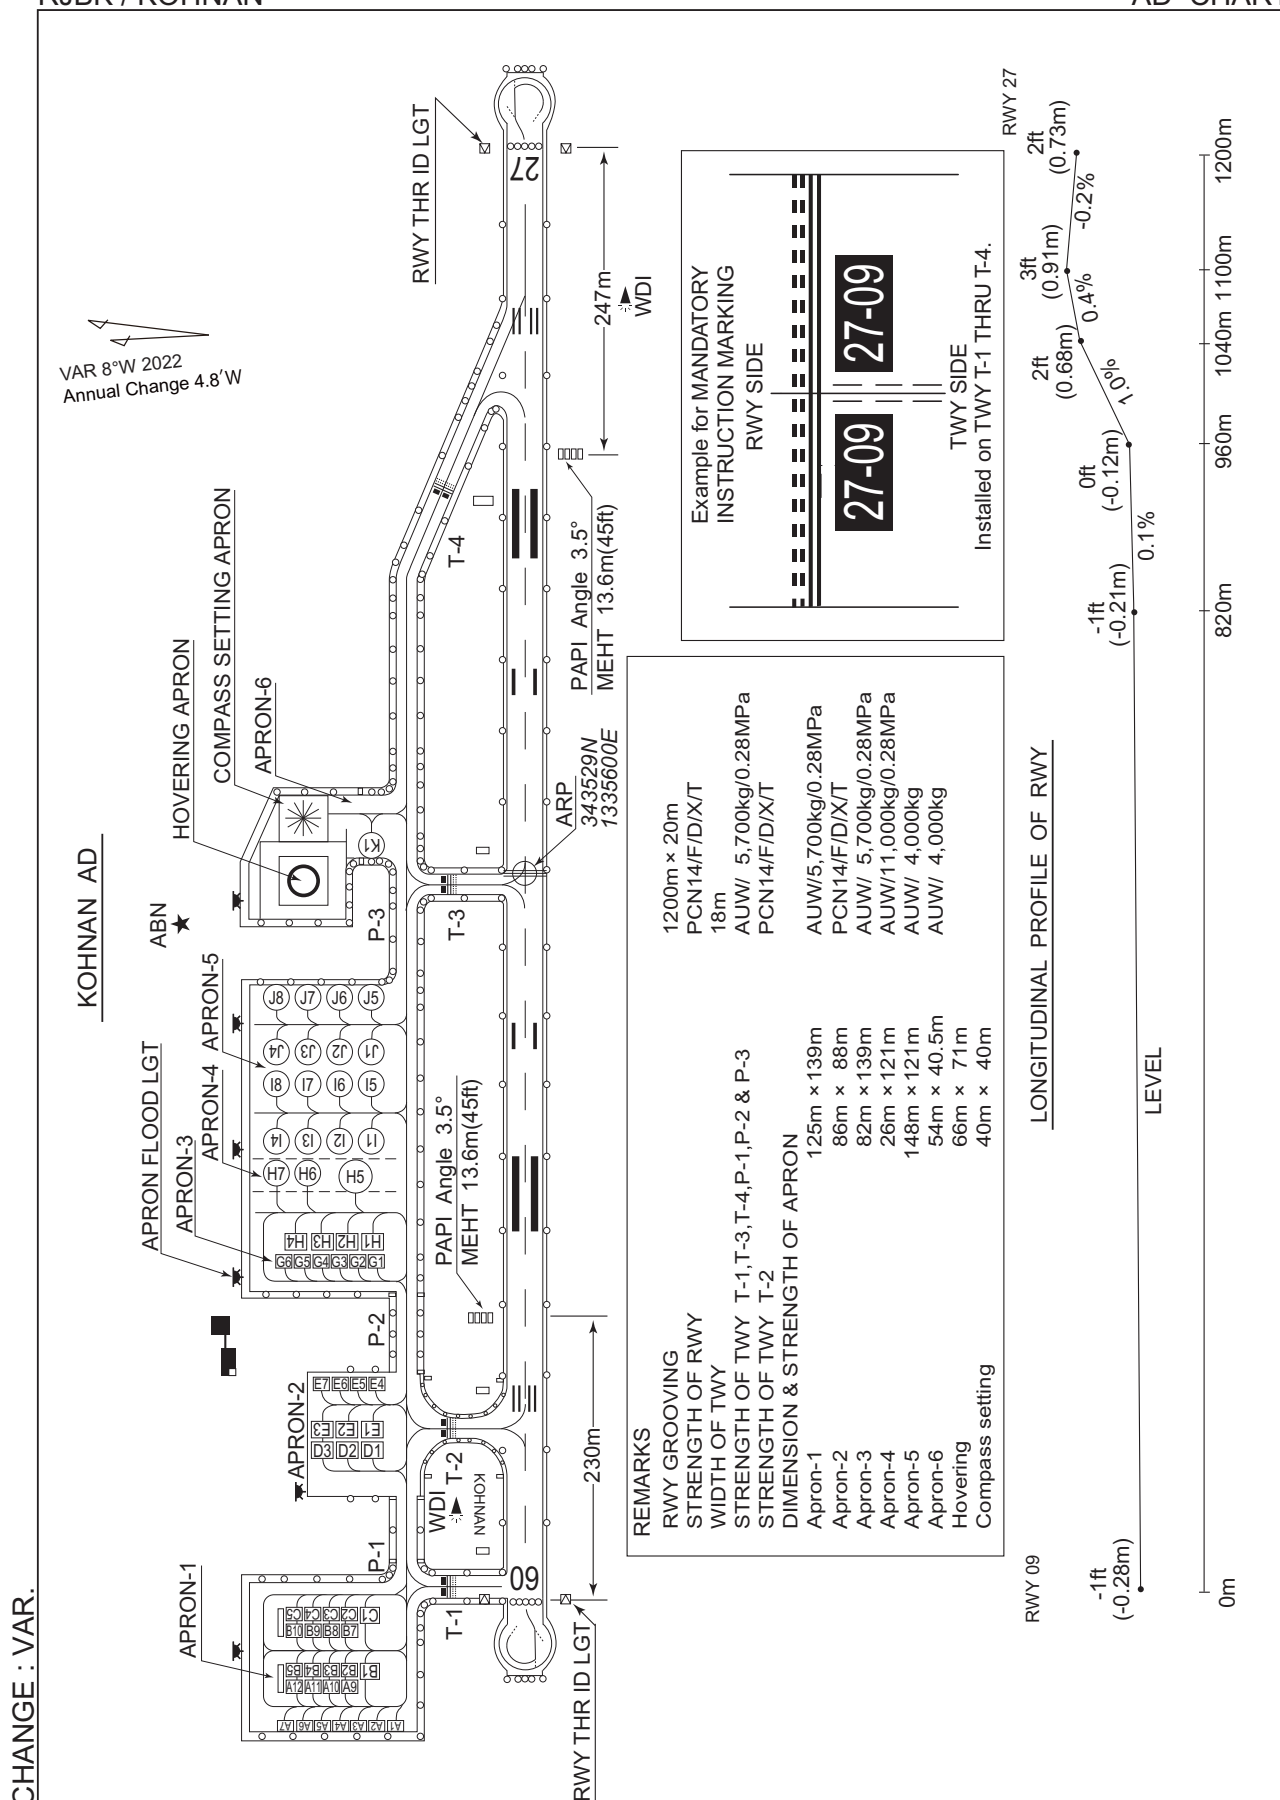 RJBK / KOHNAN
AD CHART
CHANGE : VAR.
KOHNAN AD
VAR 8°W 2022
Annual Change 4.8′W
RWY THR ID LGT
27
247m
WDI
PAPI Angle 3.5°
MEHT 13.6m(45ft)
T-4
COMPASS SETTING APRON
HOVERING APRON
APRON-6
K1
ARP
343529N
1335600E
ABN
P-3
T-3
APRON-5
APRON-4
APRON-3
APRON FLOOD LGT
J8
J7
J6
J5
J4
J3
J2
J1
I8
I7
I6
I5
I4
I3
I2
I1
H7
H6
H5
H4
H3
H2
H1
G6
G5
G4
G3
G2
G1
PAPI Angle 3.5°
MEHT 13.6m(45ft)
P-2
APRON-2
E7
E6
E5
E4
E3
E2
E1
D3
D2
D1
T-2
WDI
KOHNAN
230m
P-1
APRON-1
C5
C4
C3
C2
C1
B10
B9
B8
B7
B5
B4
B3
B2
B1
A12
A11
A10
A9
A7
A6
A5
A4
A3
A2
A1
T-1
09
RWY THR ID LGT
Example for MANDATORY
INSTRUCTION MARKING
RWY SIDE
27-09
27-09
TWY SIDE
Installed on TWY T-1 THRU T-4.
REMARKS
RWY GROOVING 1200m × 20m
STRENGTH OF RWY PCN14/F/D/X/T
WIDTH OF TWY 18m
STRENGTH OF TWY T-1,T-3,T-4,P-1,P-2 & P-3 AUW/ 5,700kg/0.28MPa
STRENGTH OF TWY T-2 PCN14/F/D/X/T
DIMENSION & STRENGTH OF APRON
Apron-1 125m ×139m AUW/5,700kg/0.28MPa
Apron-2 86m × 88m PCN14/F/D/X/T
Apron-3 82m ×139m AUW/ 5,700kg/0.28MPa
Apron-4 26m ×121m AUW/11,000kg/0.28MPa
Apron-5 148m ×121m AUW/ 4,000kg
Apron-6 54m × 40.5m AUW/ 4,000kg
Hovering 66m × 71m
Compass setting 40m × 40m
LONGITUDINAL PROFILE OF RWY
RWY 09
-1ft
(-0.28m)
LEVEL
-1ft
(-0.21m)
0.1%
0ft
(-0.12m)
1.0%
2ft
(0.68m)
0.4%
3ft
(0.91m)
-0.2%
2ft
(0.73m)
RWY 27
0m
820m
960m
1040m
1100m
1200m